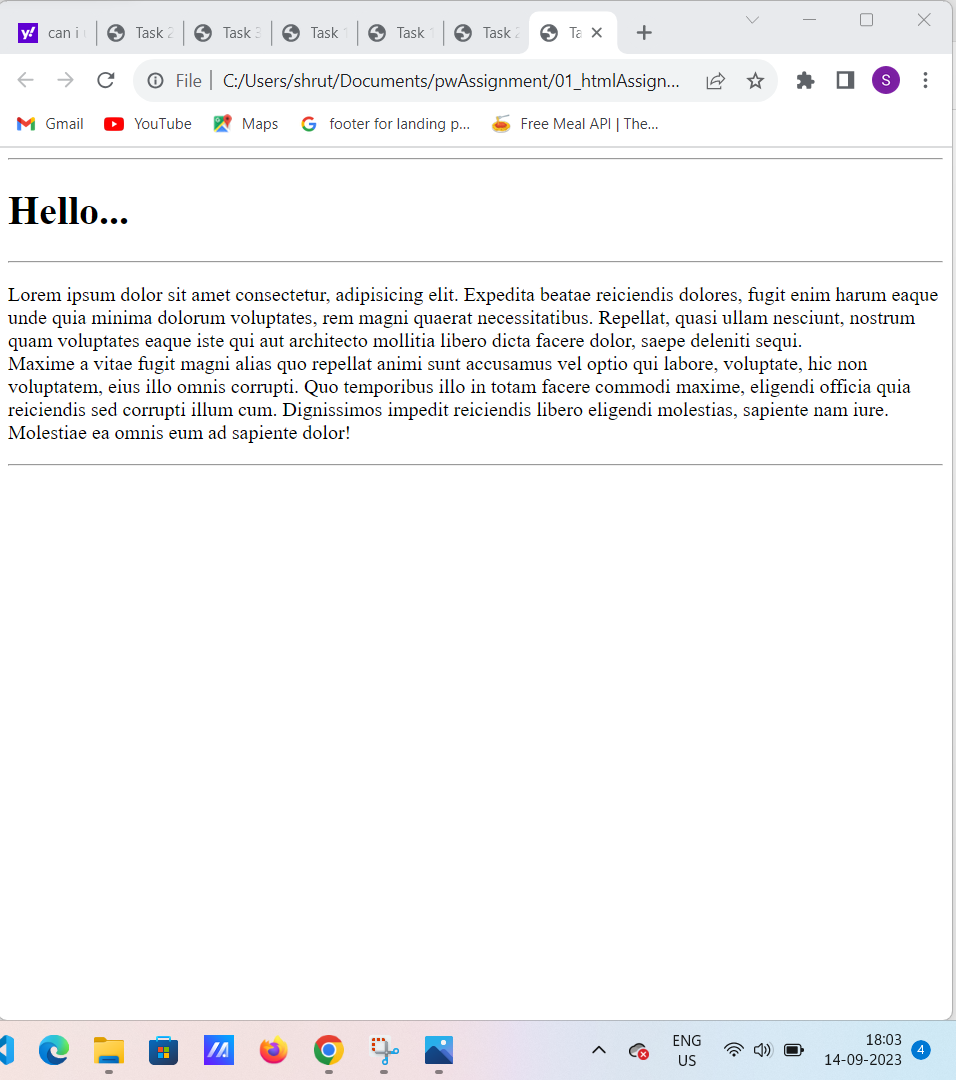 y! can i
Task 2
Task 3
Task
Task
Task 2
Ta
File
C:/Users/shrut/Documents/pwAssignment/01_htmlAssign...
S
Gmail
YouTube
Maps
footer for landing p...
Free Meal API | The...
Hello...
Lorem ipsum dolor sit amet consectetur, adipisicing elit. Expedita beatae reiciendis dolores, fugit enim harum eaque
unde quia minima dolorum voluptates, rem magni quaerat necessitatibus. Repellat, quasi ullam nesciunt, nostrum
quam voluptates eaque iste qui aut architecto mollitia libero dicta facere dolor, saepe deleniti sequi.
Maxime a vitae fugit magni alias quo repellat animi sunt accusamus vel optio qui labore, voluptate, hic non
voluptatem, eius illo omnis corrupti. Quo temporibus illo in totam facere commodi maxime, eligendi officia quia
reiciendis sed corrupti illum cum. Dignissimos impedit reiciendis libero eligendi molestias, sapiente nam iure.
Molestiae ea omnis eum ad sapiente dolor!
ENG
US
18:03
14-09-2023
4